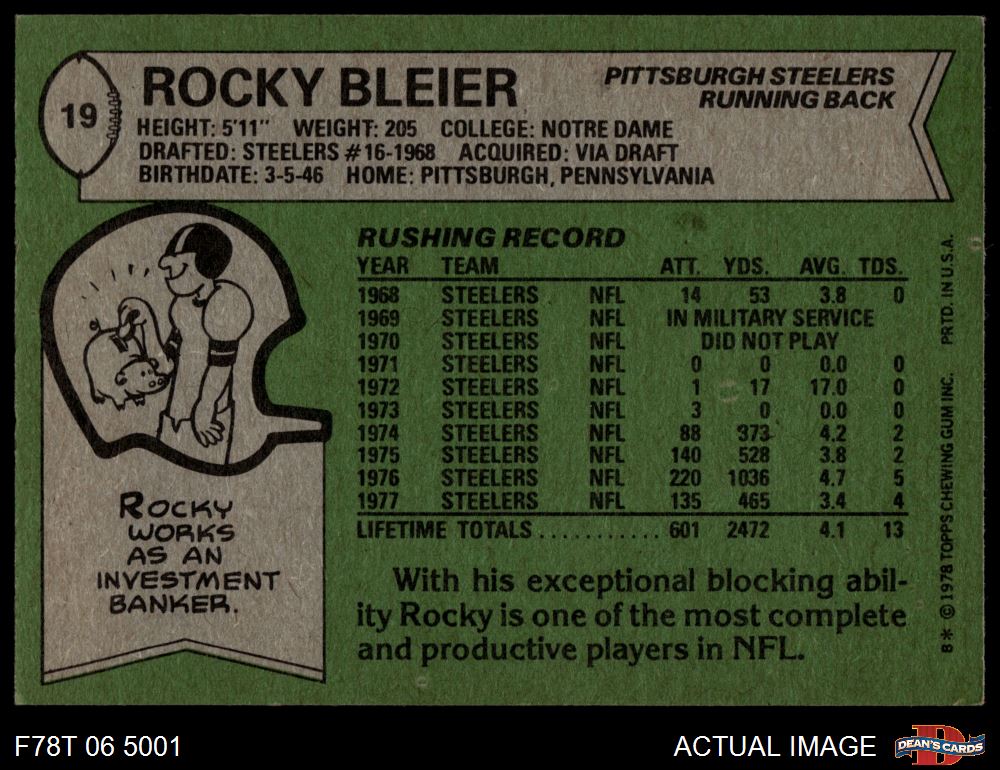 19
ROCKY BLEIER
PITTSBURGH STEELERS
RUNNING BACK
HEIGHT: 5'11" WEIGHT: 205 COLLEGE: NOTRE DAME
DRAFTED: STEELERS #16-1968 ACQUIRED: VIA DRAFT
BIRTHDATE: 3-5-46 HOME: PITTSBURGH, PENNSYLVANIA
RUSHING RECORD
YEAR TEAM ATT. YDS. AVG. TDS.
1968 STEELERS NFL 14 53 3.8 0
1969 STEELERS NFL IN MILITARY SERVICE
1970 STEELERS NFL DID NOT PLAY
1971 STEELERS NFL 0 0 0.0 0
1972 STEELERS NFL 1 17 17.0 0
1973 STEELERS NFL 3 0 0.0 0
1974 STEELERS NFL 88 373 4.2 2
1975 STEELERS NFL 140 528 3.8 2
1976 STEELERS NFL 220 1036 4.7 5
1977 STEELERS NFL 135 465 3.4 4
LIFETIME TOTALS ........... 601 2472 4.1 13
ROCKY
WORKS
AS AN
INVESTMENT
BANKER.
With his exceptional blocking abil-
ity Rocky is one of the most complete
and productive players in NFL.
8* © 1978 TOPPS CHEWING GUM INC. PRTD. IN U.S.A.
F78T 06 5001
ACTUAL IMAGE
D
DEAN'S CARDS